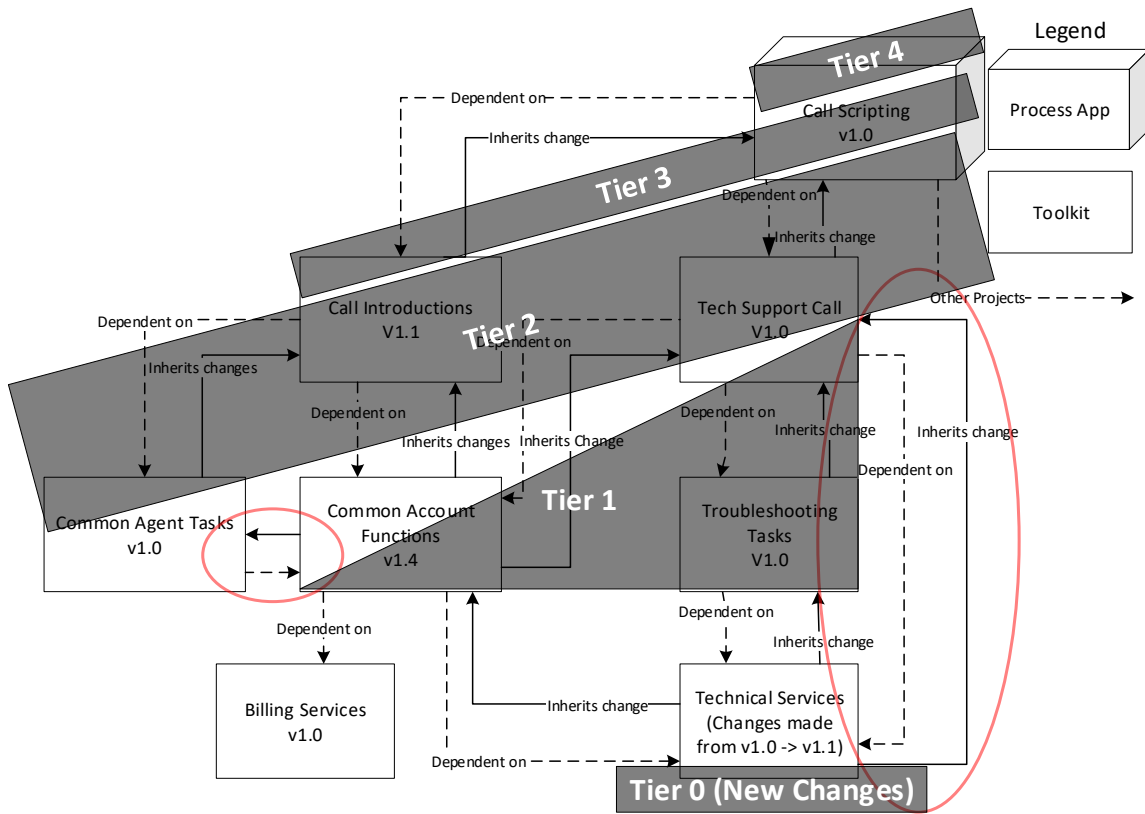 Legend
Tier 4
Process App
Dependent on
Call Scripting
v1.0
Inherits change
Tier 3
Dependent on
Toolkit
Inherits change
Call Introductions
V1.1
Tech Support Call
V1.0
Other Projects
Dependent on
Tier 2
Dependent on
Inherits changes
Dependent on
Inherits changes
Inherits Change
Dependent on
Inherits change
Inherits change
Dependent on
Tier 1
Common Agent Tasks
v1.0
Common Account
Functions
v1.4
Troubleshooting
Tasks
V1.0
Dependent on
Dependent on
Inherits change
Billing Services
v1.0
Inherits change
Technical Services
(Changes made
from v1.0 -> v1.1)
Dependent on
Tier 0 (New Changes)